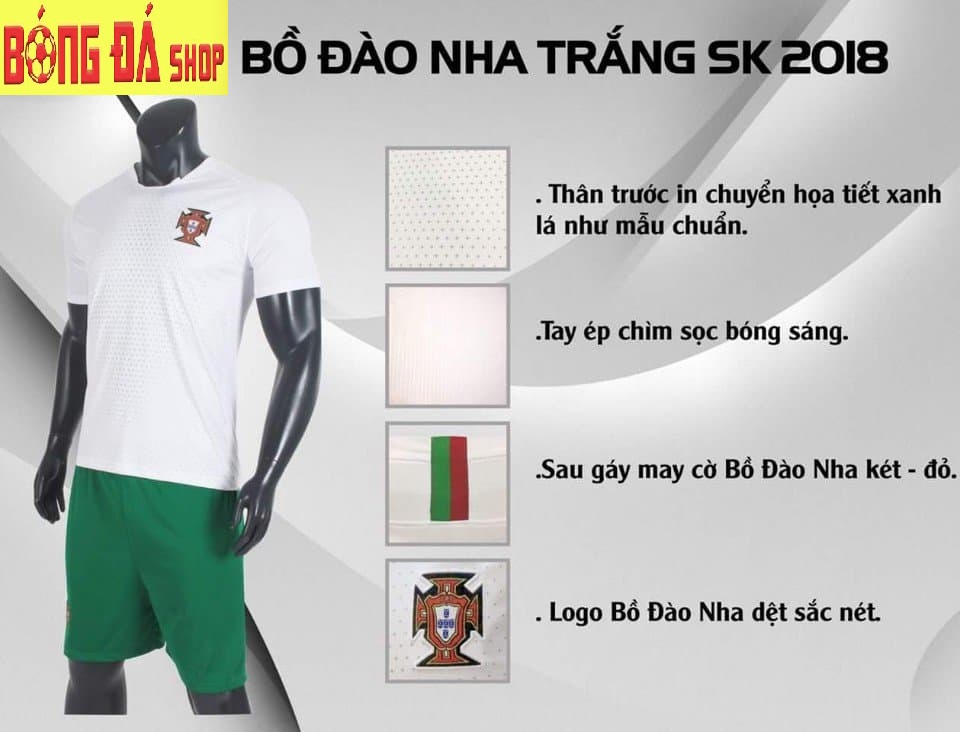 BÓNG ĐÁ SHOP
BỒ ĐÀO NHA TRẮNG SK 2018
. Thân trước in chuyển họa tiết xanh
lá như mẫu chuẩn.
.Tay ép chìm sọc bóng sáng.
.Sau gáy may cờ Bồ Đào Nha két - đỏ.
. Logo Bồ Đào Nha dệt sắc nét.